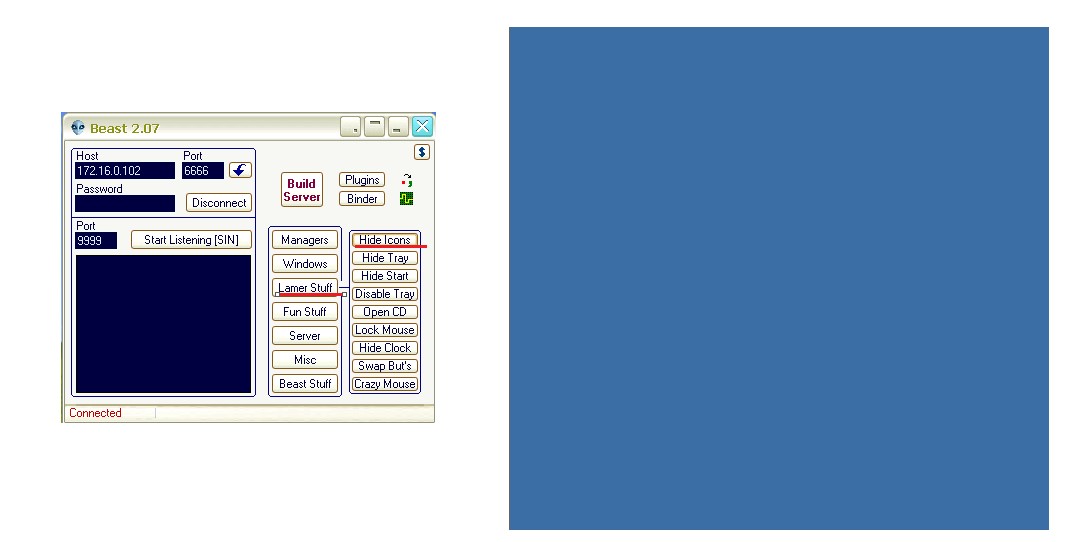 Beast 2.07
$
Host Port
172.16.0.102 6666
Password
Disconnect
Build
Server
Plugins
Binder
Port
9999
Start Listening [SIN]
Managers
Windows
Lamer Stuff
Fun Stuff
Server
Misc
Beast Stuff
Hide Icons
Hide Tray
Hide Start
Disable Tray
Open CD
Lock Mouse
Hide Clock
Swap But's
Crazy Mouse
Connected